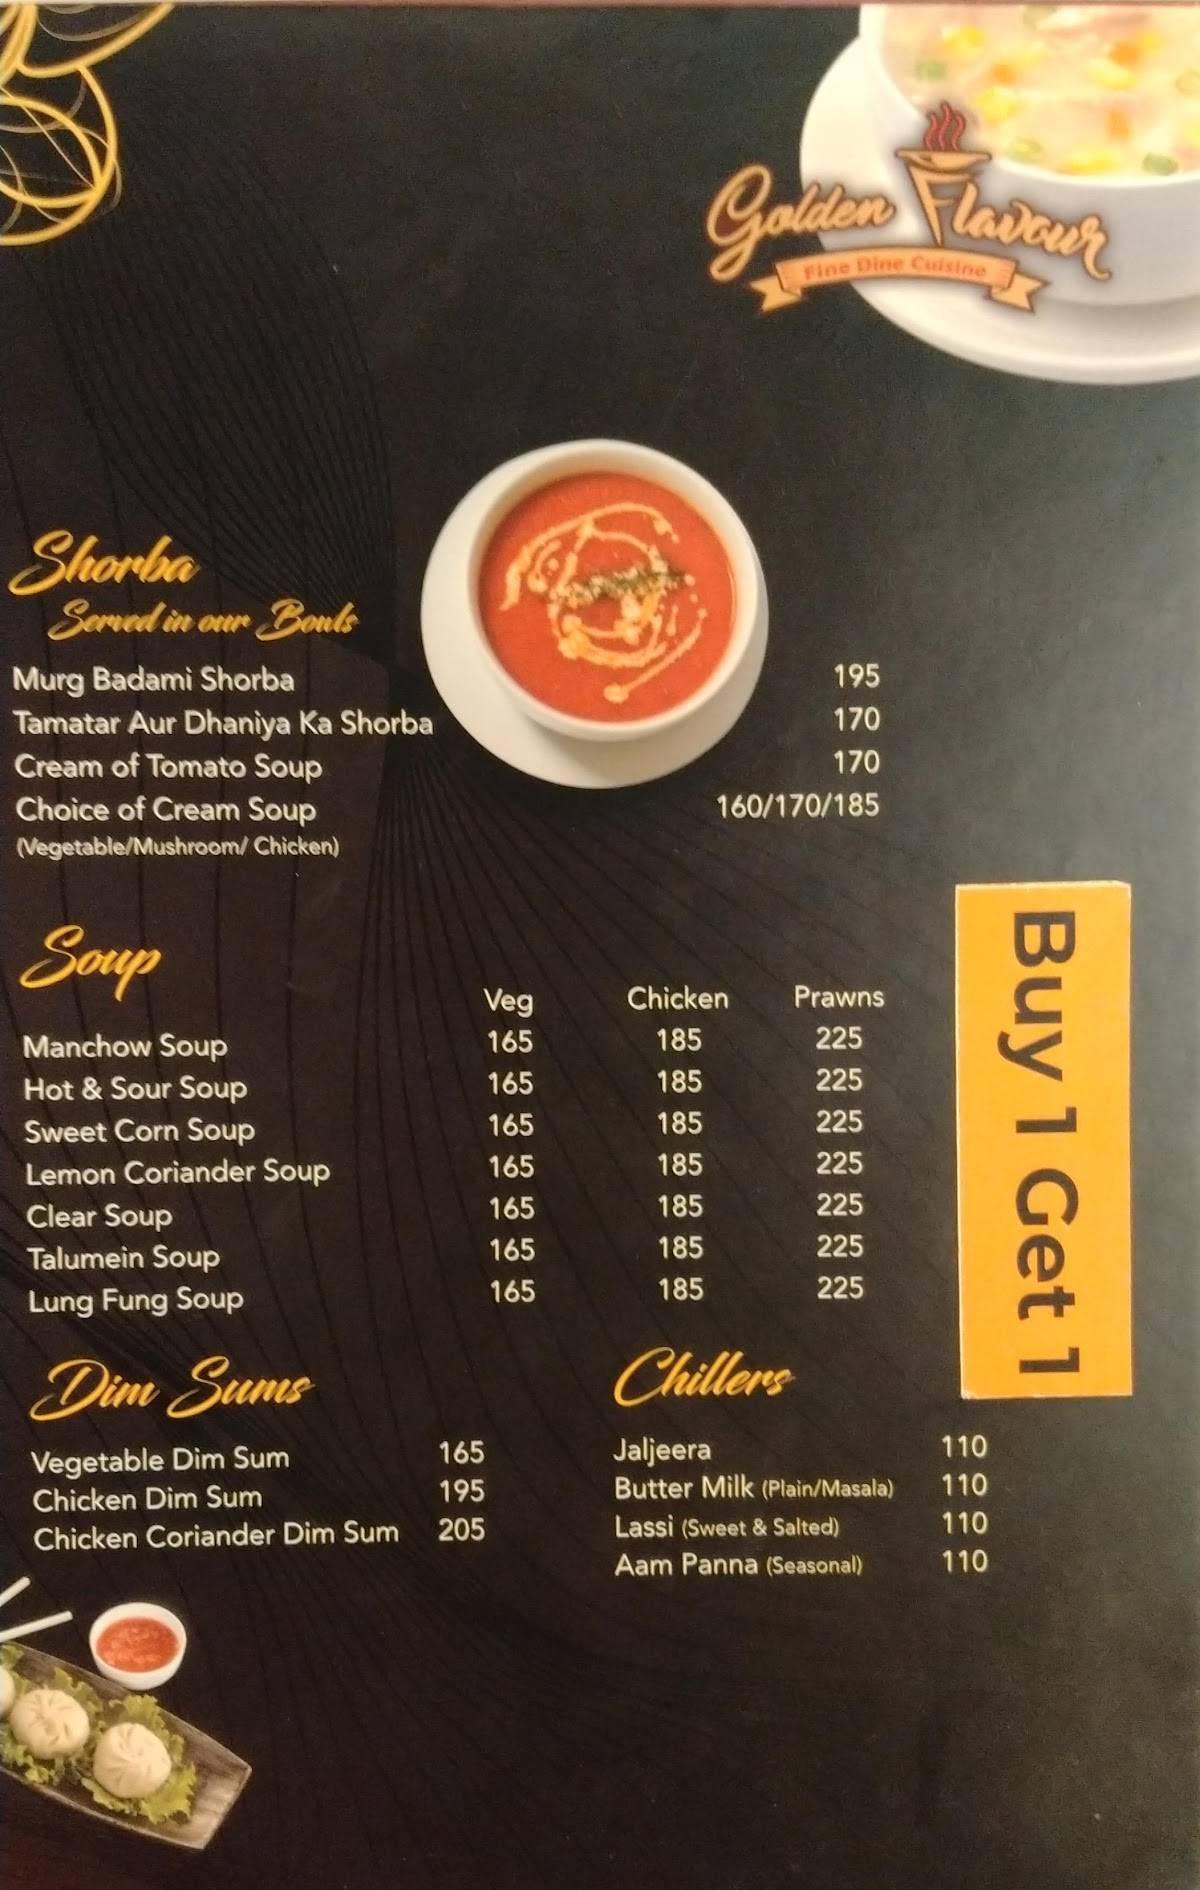 Golden Flavour
Fine Dine Cuisine
Shorba
Served in our Bowls
Murg Badami Shorba 195
Tamatar Aur Dhaniya Ka Shorba 170
Cream of Tomato Soup 170
Choice of Cream Soup 160/170/185
(Vegetable/Mushroom/ Chicken)
Soup
Veg Chicken Prawns
Manchow Soup 165 185 225
Hot & Sour Soup 165 185 225
Sweet Corn Soup 165 185 225
Lemon Coriander Soup 165 185 225
Clear Soup 165 185 225
Talumein Soup 165 185 225
Lung Fung Soup 165 185 225
Buy 1 Get 1
Dim Sums
Vegetable Dim Sum 165
Chicken Dim Sum 195
Chicken Coriander Dim Sum 205
Chillers
Jaljeera 110
Butter Milk (Plain/Masala) 110
Lassi (Sweet & Salted) 110
Aam Panna (Seasonal) 110